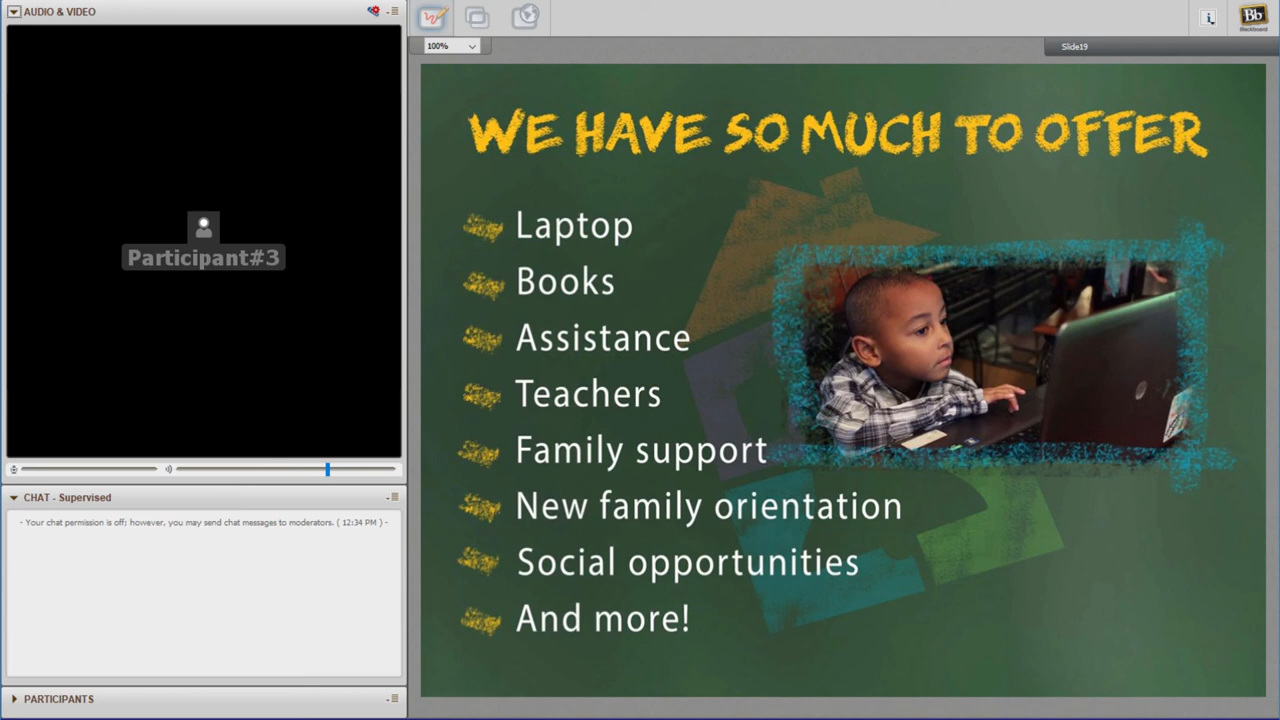 AUDIO & VIDEO
Participant#3
CHAT - Supervised
- Your chat permission is off; however, you may send chat messages to moderators. ( 12:34 PM ) -
PARTICIPANTS
100%
Bb
Blackboard
Slide19
WE HAVE SO MUCH TO OFFER
Laptop
Books
Assistance
Teachers
Family support
New family orientation
Social opportunities
And more!